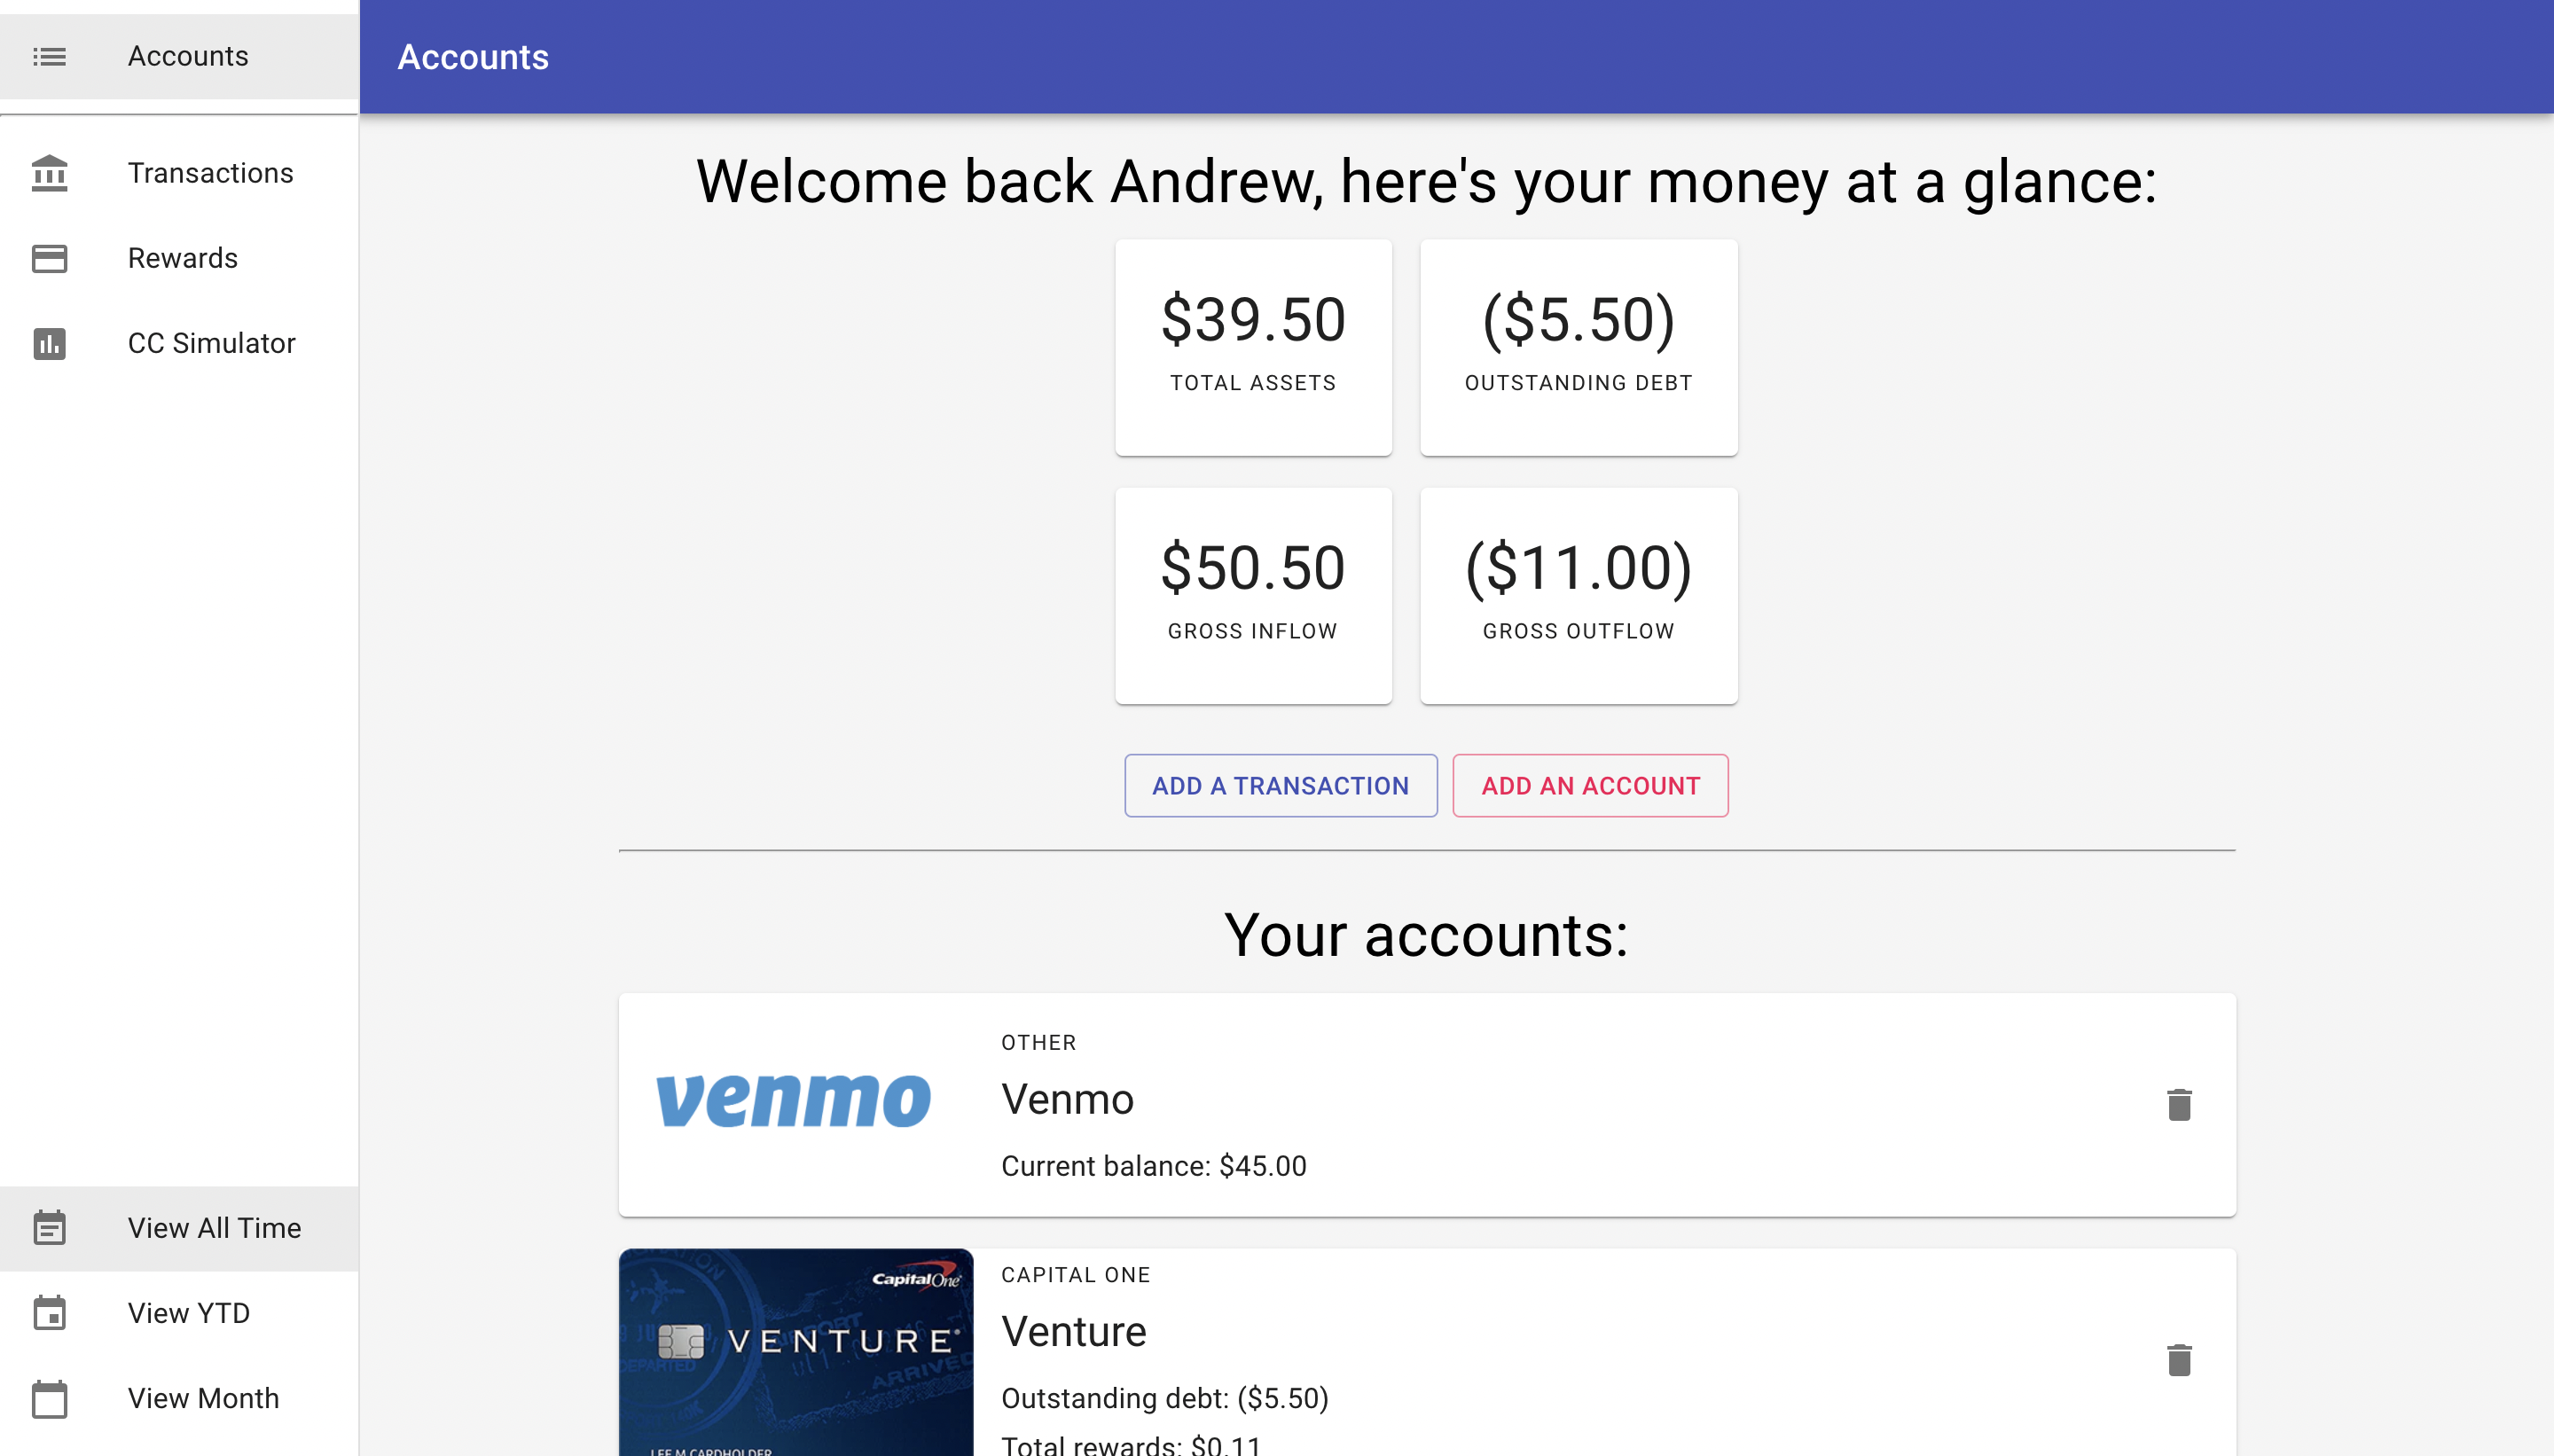 Accounts
Transactions
Rewards
CC Simulator
View All Time
View YTD
View Month
Accounts
Welcome back Andrew, here's your money at a glance:
$39.50
TOTAL ASSETS
($5.50)
OUTSTANDING DEBT
$50.50
GROSS INFLOW
($11.00)
GROSS OUTFLOW
ADD A TRANSACTION
ADD AN ACCOUNT
Your accounts:
venmo
OTHER
Venmo
Current balance: $45.00
CapitalOne
VENTURE
DEPARTED
ARRIVED
LEE M CARDHOLDER
CAPITAL ONE
Venture
Outstanding debt: ($5.50)
Total rewards: $0.11